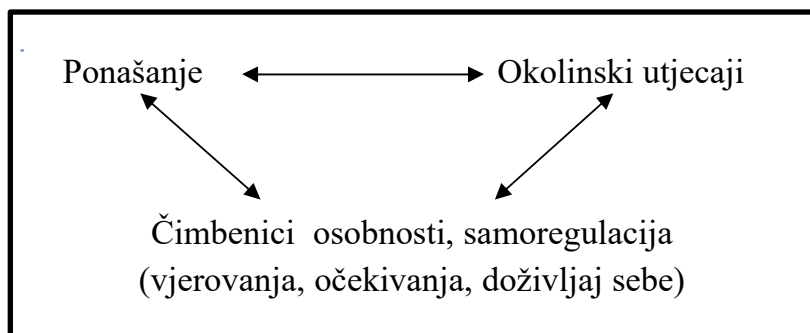 Ponašanje Okolinski utjecaji
Čimbenici osobnosti, samoregulacija
(vjerovanja, očekivanja, doživljaj sebe)